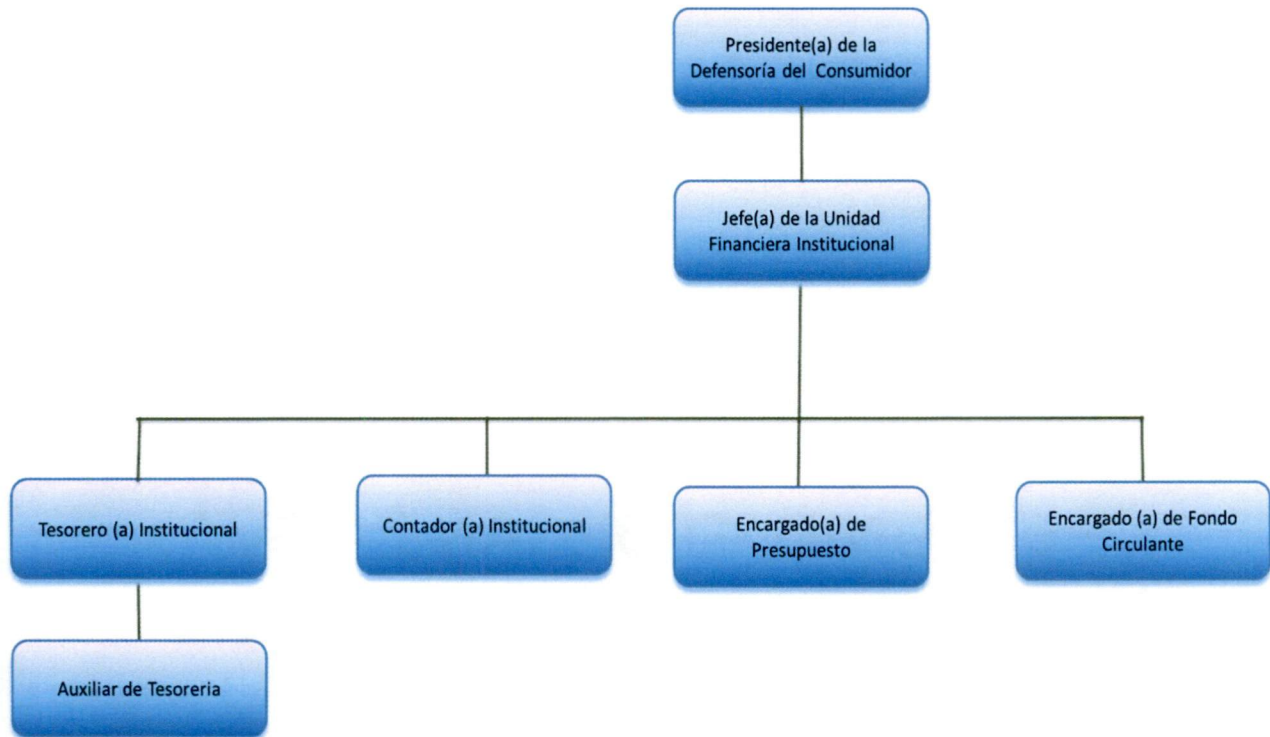 Presidente(a) de la
Defensoría del Consumidor
Jefe(a) de la Unidad
Financiera Institucional
Tesorero (a) Institucional
Contador (a) Institucional
Encargado(a) de
Presupuesto
Encargado (a) de Fondo
Circulante
Auxiliar de Tesoreria